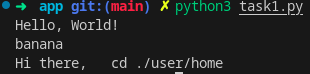 ➜ app git:(main) ✗ python3 task1.py
Hello, World!
banana
Hi there,   cd ./user/home